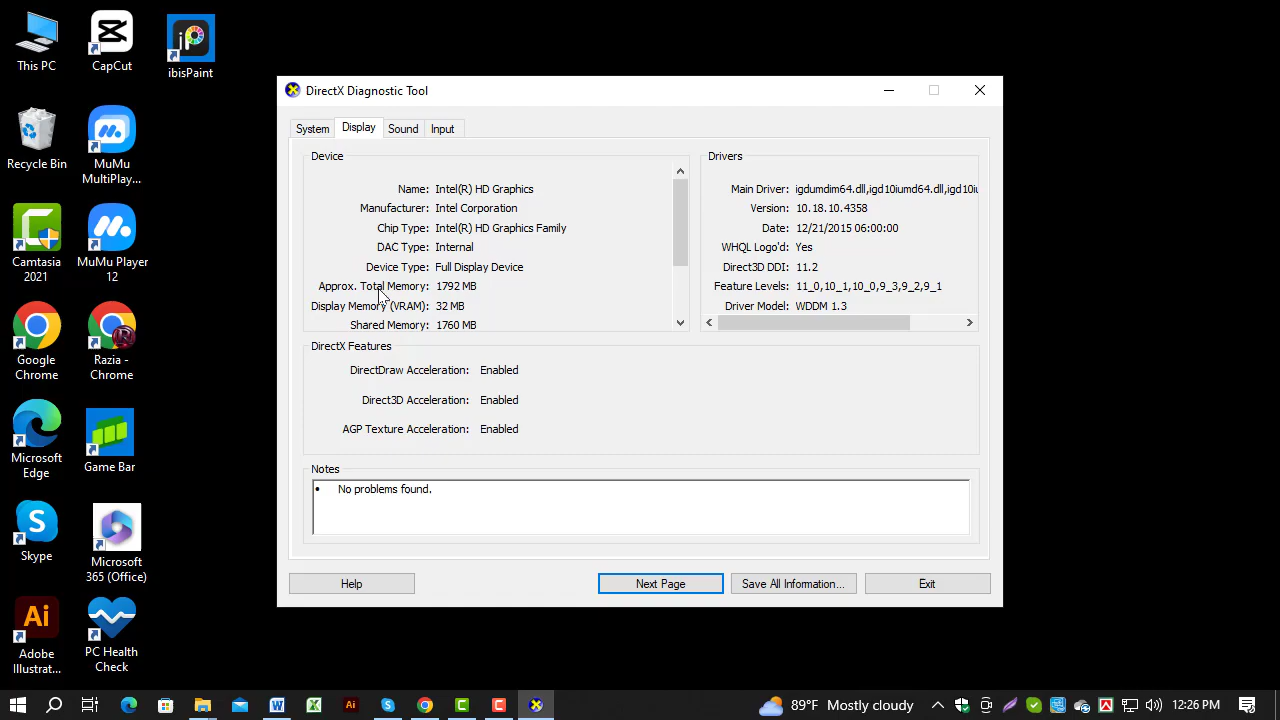 This PC
CapCut
ibisPaint
Recycle Bin
MuMu
MultiPlay...
Camtasia
2021
MuMu Player
12
Google
Chrome
Razia -
Chrome
Microsoft
Edge
Game Bar
Skype
Microsoft
365 (Office)
Ai
Adobe
Illustrat...
PC Health
Check
DirectX Diagnostic Tool
System
Display
Sound
Input
Device
Name: Intel(R) HD Graphics
Manufacturer: Intel Corporation
Chip Type: Intel(R) HD Graphics Family
DAC Type: Internal
Device Type: Full Display Device
Approx. Total Memory: 1792 MB
Display Memory (VRAM): 32 MB
Shared Memory: 1760 MB
Drivers
Main Driver: igdumdim64.dll,igd10iumd64.dll,igd10iu
Version: 10.18.10.4358
Date: 12/21/2015 06:00:00
WHQL Logo'd: Yes
Direct3D DDI: 11.2
Feature Levels: 11_0,10_1,10_0,9_3,9_2,9_1
Driver Model: WDDM 1.3
DirectX Features
DirectDraw Acceleration: Enabled
Direct3D Acceleration: Enabled
AGP Texture Acceleration: Enabled
Notes
• No problems found.
Help
Next Page
Save All Information...
Exit
89°F Mostly cloudy
12:26 PM